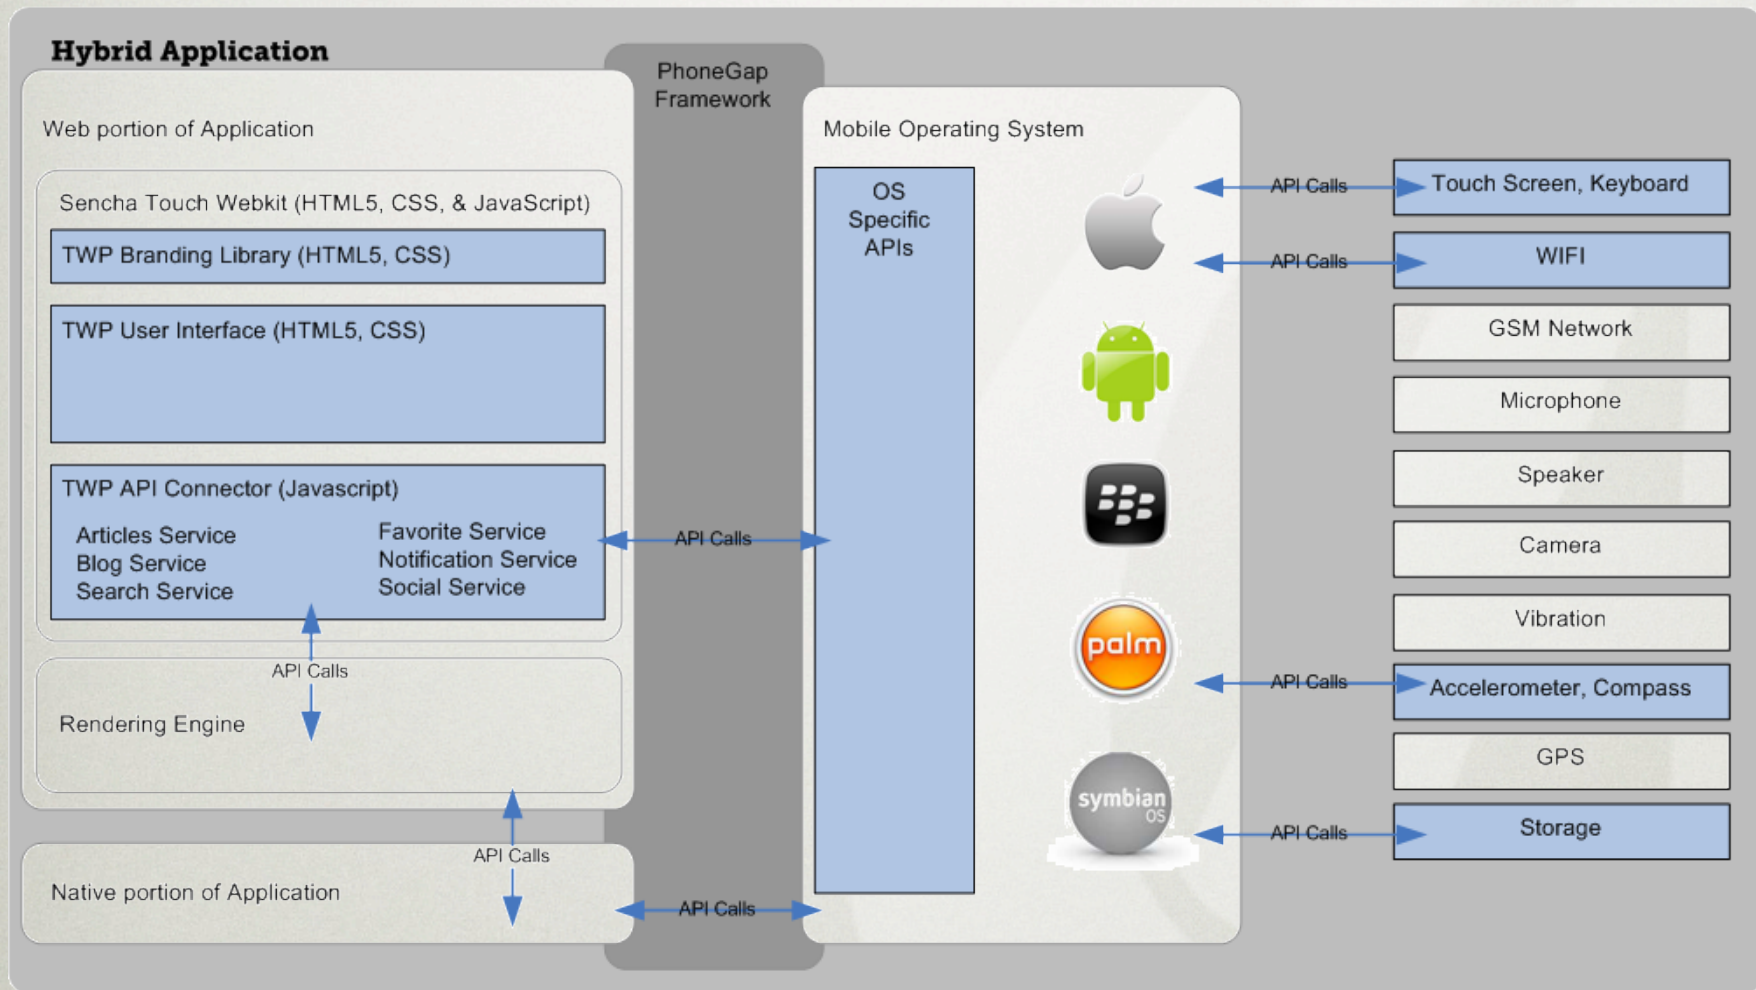 Hybrid Application
PhoneGap
Framework
Web portion of Application
Sencha Touch Webkit (HTML5, CSS, & JavaScript)
TWP Branding Library (HTML5, CSS)
TWP User Interface (HTML5, CSS)
TWP API Connector (Javascript)
Articles Service
Blog Service
Search Service
Favorite Service
Notification Service
Social Service
API Calls
Rendering Engine
API Calls
Native portion of Application
API Calls
API Calls
Mobile Operating System
OS
Specific
APIs
palm
symbian
OS
API Calls
API Calls
API Calls
API Calls
Touch Screen, Keyboard
WIFI
GSM Network
Microphone
Speaker
Camera
Vibration
Accelerometer, Compass
GPS
Storage